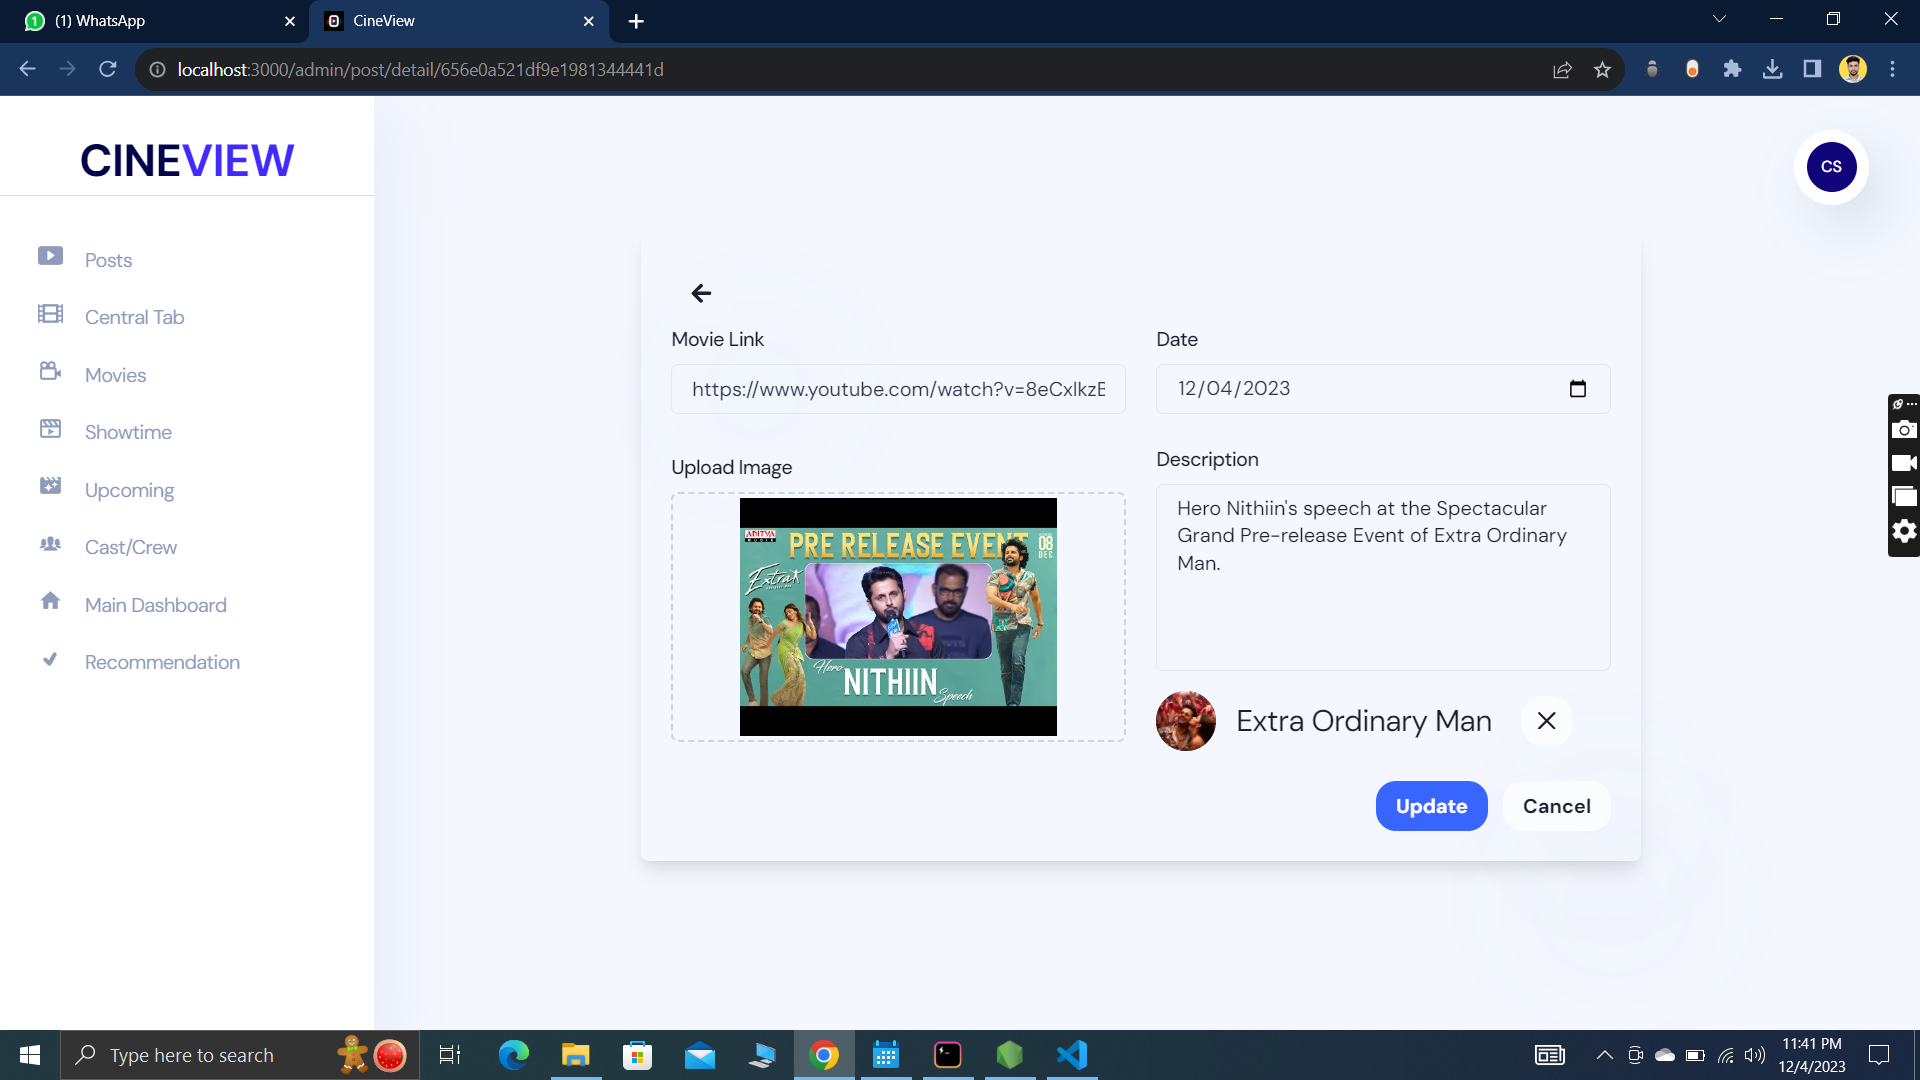 (1) WhatsApp
CineView
localhost:3000/admin/post/detail/656e0a521df9e1981344441d
CINEVIEW
CS
Posts
Central Tab
Movies
Showtime
Upcoming
Cast/Crew
Main Dashboard
Recommendation
Movie Link
https://www.youtube.com/watch?v=8eCxlkzE
Date
12/04/2023
Upload Image
ADITYA
MUSIC
PRE RELEASE EVENT
08
DEC
Extra
Hero
NITHIIN
Speech
Description
Hero Nithiin's speech at the Spectacular
Grand Pre-release Event of Extra Ordinary
Man.
Extra Ordinary Man
Update
Cancel
Type here to search
11:41 PM
12/4/2023